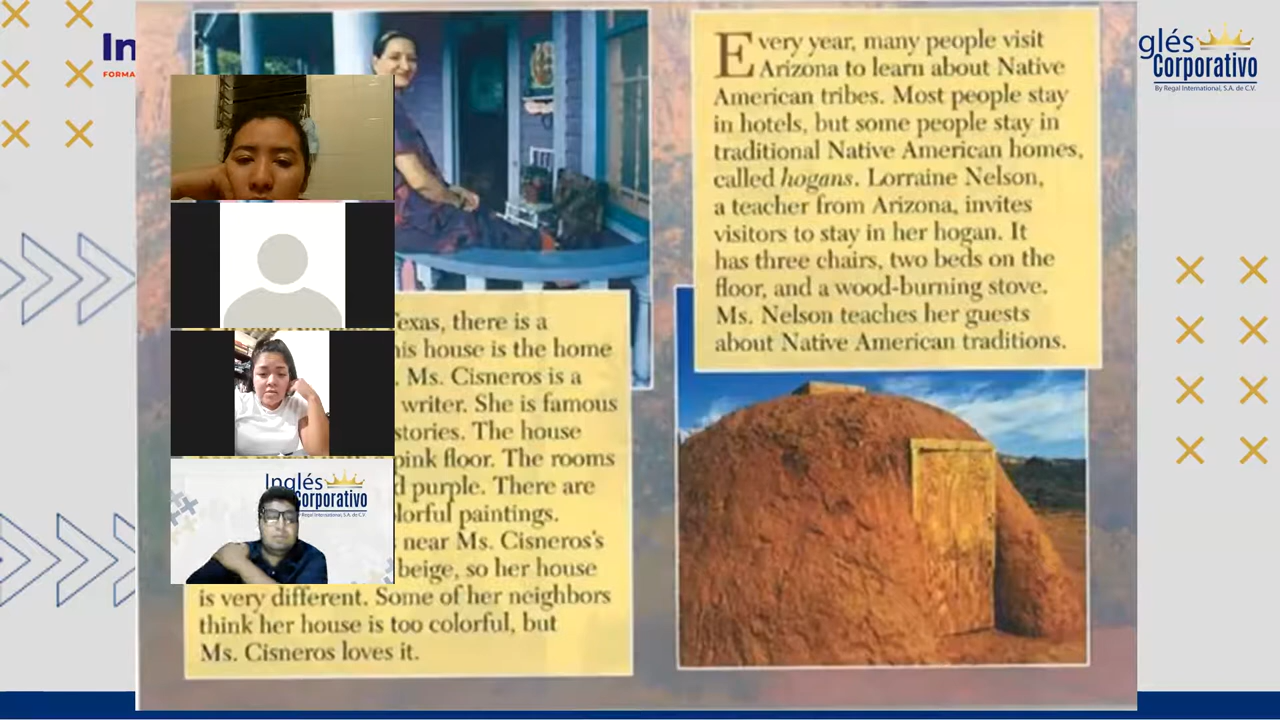 In
FORMA
glés
Corporativo
By Regal International, S.A. de C.V.
Every year, many people visit
Arizona to learn about Native
American tribes. Most people stay
in hotels, but some people stay in
traditional Native American homes,
called hogans. Lorraine Nelson,
a teacher from Arizona, invites
visitors to stay in her hogan. It
has three chairs, two beds on the
floor, and a wood-burning stove.
Ms. Nelson teaches her guests
about Native American traditions.
Texas, there is a
his house is the home
. Ms. Cisneros is a
writer. She is famous
stories. The house
pink floor. The rooms
d purple. There are
lorful paintings.
near Ms. Cisneros's
beige, so her house
is very different. Some of her neighbors
think her house is too colorful, but
Ms. Cisneros loves it.
Inglés
Corporativo
Regal International, S.A. de C.V.